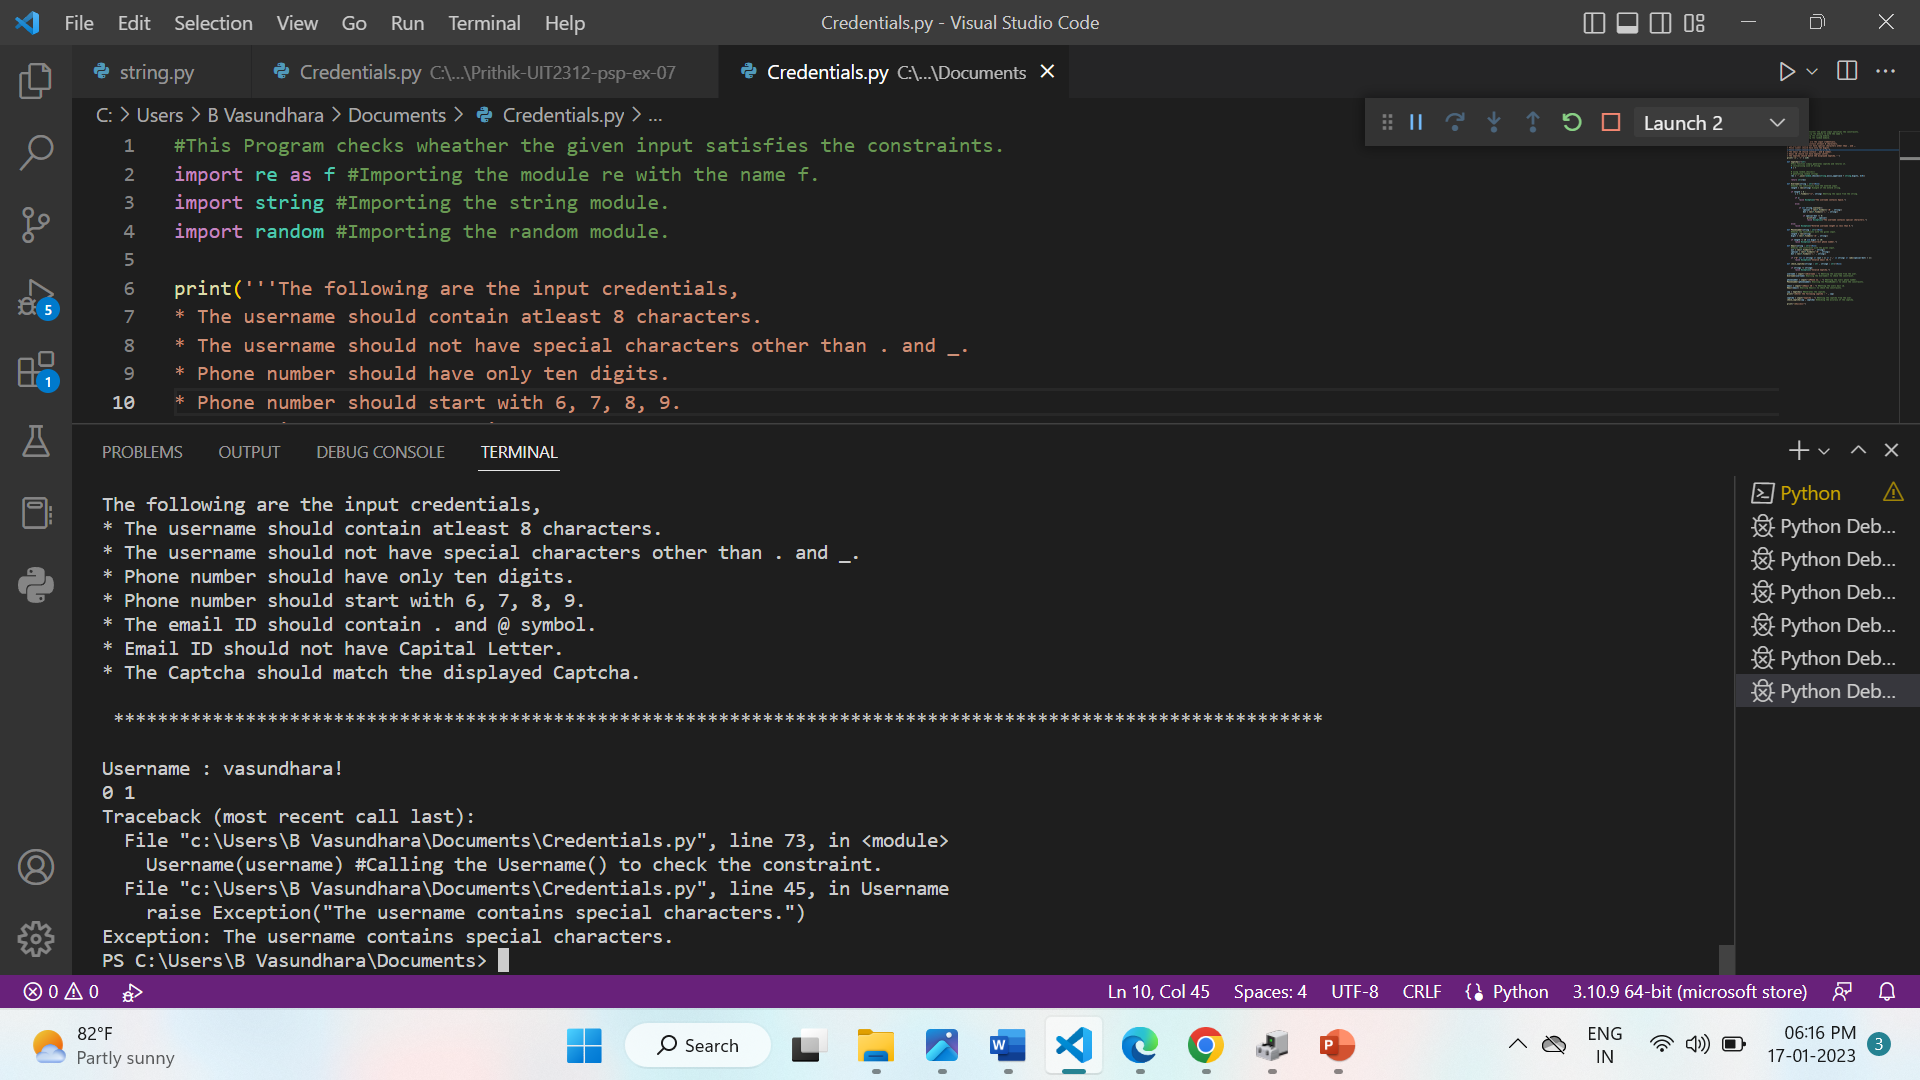 File Edit Selection View Go Run Terminal Help
Credentials.py - Visual Studio Code
string.py
Credentials.py C:\...\Prithik-UIT2312-psp-ex-07
Credentials.py C:\...\Documents
C: > Users > B Vasundhara > Documents > Credentials.py > ...
Launch 2
1 #This Program checks wheather the given input satisfies the constraints.
2 import re as f #Importing the module re with the name f.
3 import string #Importing the string module.
4 import random #Importing the random module.
5
6 print('''The following are the input credentials,
7 * The username should contain atleast 8 characters.
8 * The username should not have special characters other than . and _.
9 * Phone number should have only ten digits.
10 * Phone number should start with 6, 7, 8, 9.
5
1
PROBLEMS OUTPUT DEBUG CONSOLE TERMINAL
The following are the input credentials,
* The username should contain atleast 8 characters.
* The username should not have special characters other than . and _.
* Phone number should have only ten digits.
* Phone number should start with 6, 7, 8, 9.
* The email ID should contain . and @ symbol.
* Email ID should not have Capital Letter.
* The Captcha should match the displayed Captcha.
**************************************************************************************************************
Username : vasundhara!
0 1
Traceback (most recent call last):
File "c:\Users\B Vasundhara\Documents\Credentials.py", line 73, in <module>
Username(username) #Calling the Username() to check the constraint.
File "c:\Users\B Vasundhara\Documents\Credentials.py", line 45, in Username
raise Exception("The username contains special characters.")
Exception: The username contains special characters.
PS C:\Users\B Vasundhara\Documents>
Python
Python Deb...
Python Deb...
Python Deb...
Python Deb...
Python Deb...
Python Deb...
0 0
Ln 10, Col 45 Spaces: 4 UTF-8 CRLF Python 3.10.9 64-bit (microsoft store)
82°F
Partly sunny
Search
ENG
IN
06:16 PM
17-01-2023
3